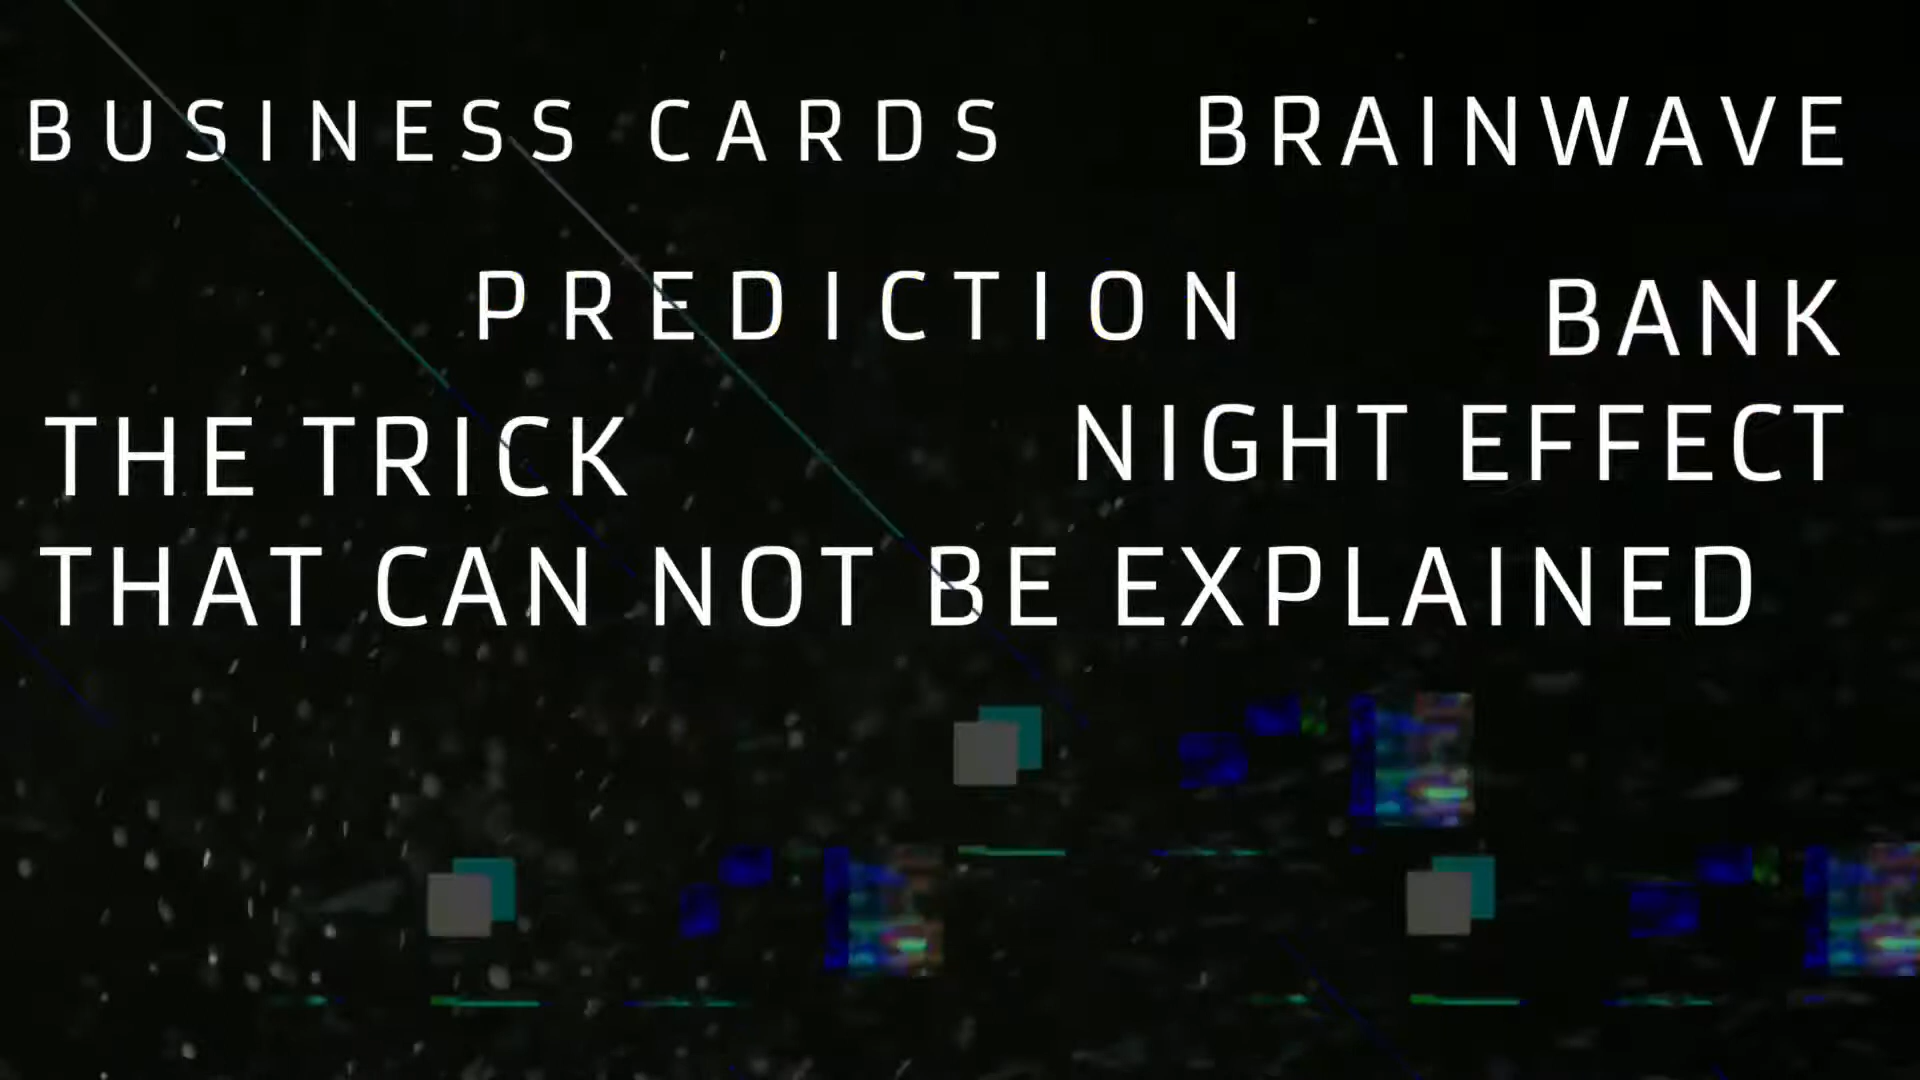 BUSINESS CARDS
BRAINWAVE
PREDICTION
BANK
THE TRICK
NIGHT EFFECT
THAT CAN NOT BE EXPLAINED